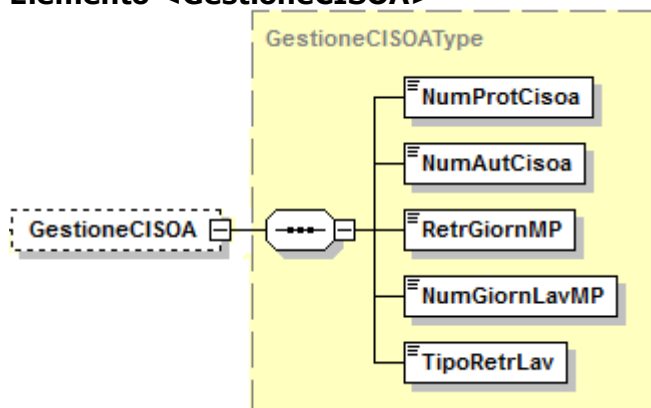 Elemento <GestioneCISOA>
GestioneCISOAType
NumProtCisoa
NumAutCisoa
GestioneCISOA
RetrGiornMP
NumGiornLavMP
TipoRetrLav